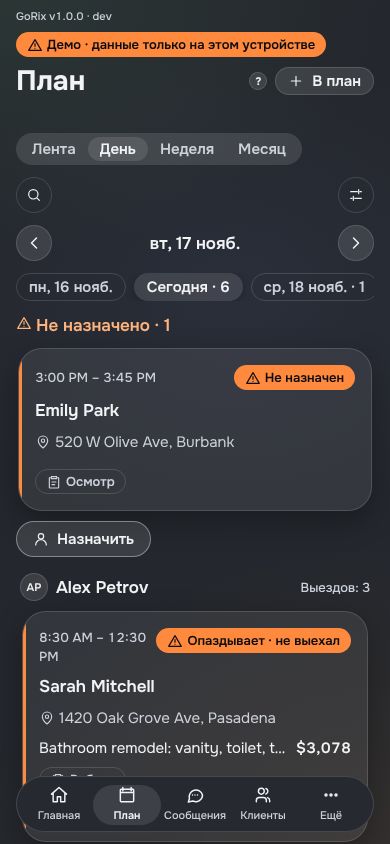 GoRix v1.0.0 · dev
Демо · данные только на этом устройстве
План
?
В план
Лента
День
Неделя
Месяц
вт, 17 нояб.
пн, 16 нояб.
Сегодня · 6
ср, 18 нояб. · 1
Не назначено · 1
3:00 PM – 3:45 PM
Не назначен
Emily Park
520 W Olive Ave, Burbank
Осмотр
Назначить
AP
Alex Petrov
Выездов: 3
8:30 AM – 12:30
PM
Опаздывает · не выехал
Sarah Mitchell
1420 Oak Grove Ave, Pasadena
Bathroom remodel: vanity, toilet, t...
$3,078
Главная
План
Сообщения
Клиенты
Ещё